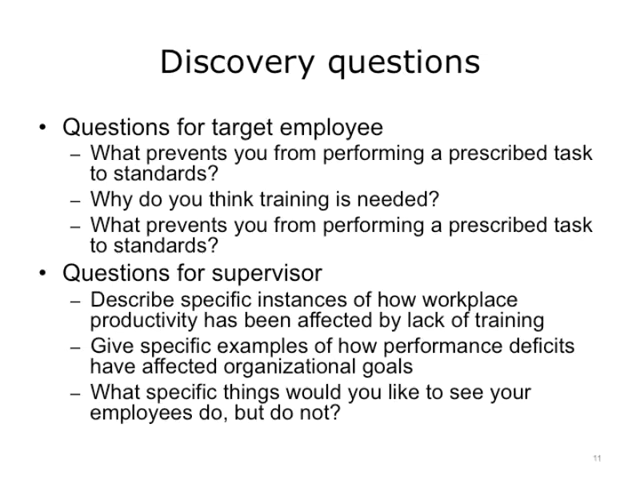 Discovery questions
• Questions for target employee
– What prevents you from performing a prescribed task
to standards?
– Why do you think training is needed?
– What prevents you from performing a prescribed task
to standards?
• Questions for supervisor
– Describe specific instances of how workplace
productivity has been affected by lack of training
– Give specific examples of how performance deficits
have affected organizational goals
– What specific things would you like to see your
employees do, but do not?
11